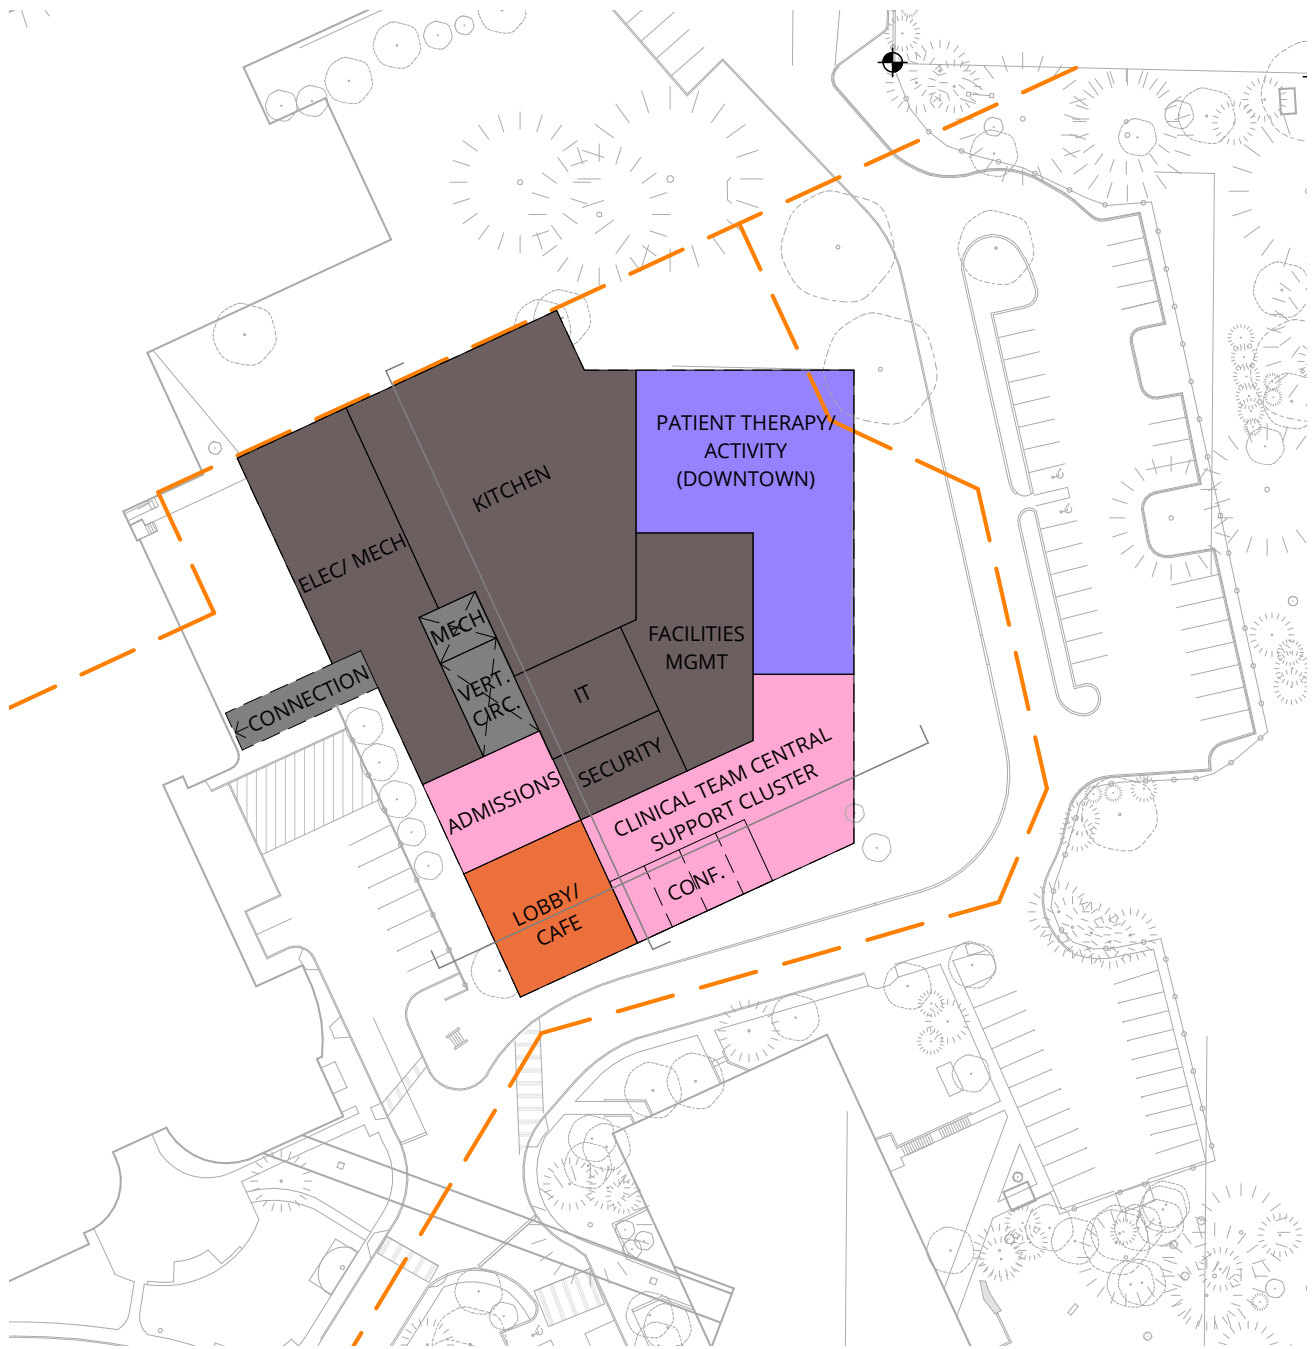 PATIENT THERAPY/
ACTIVITY
(DOWNTOWN)
KITCHEN
ELEC/ MECH
MECH
FACILITIES
MGMT
VERT.
CIRC.
IT
CONNECTION
SECURITY
ADMISSIONS
CLINICAL TEAM CENTRAL
SUPPORT CLUSTER
CONF.
LOBBY/
CAFE